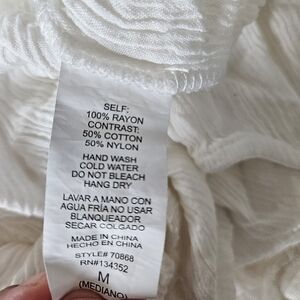 SELF:
100% RAYON
CONTRAST:
50% COTTON
50% NYLON
HAND WASH
COLD WATER
DO NOT BLEACH
HANG DRY
LAVAR A MANO CON
AGUA FRÍA NO USAR
BLANQUEADOR
SECAR COLGADO
MADE IN CHINA
HECHO EN CHINA
STYLE# 70868
RN#134352
M
(MEDIANO)